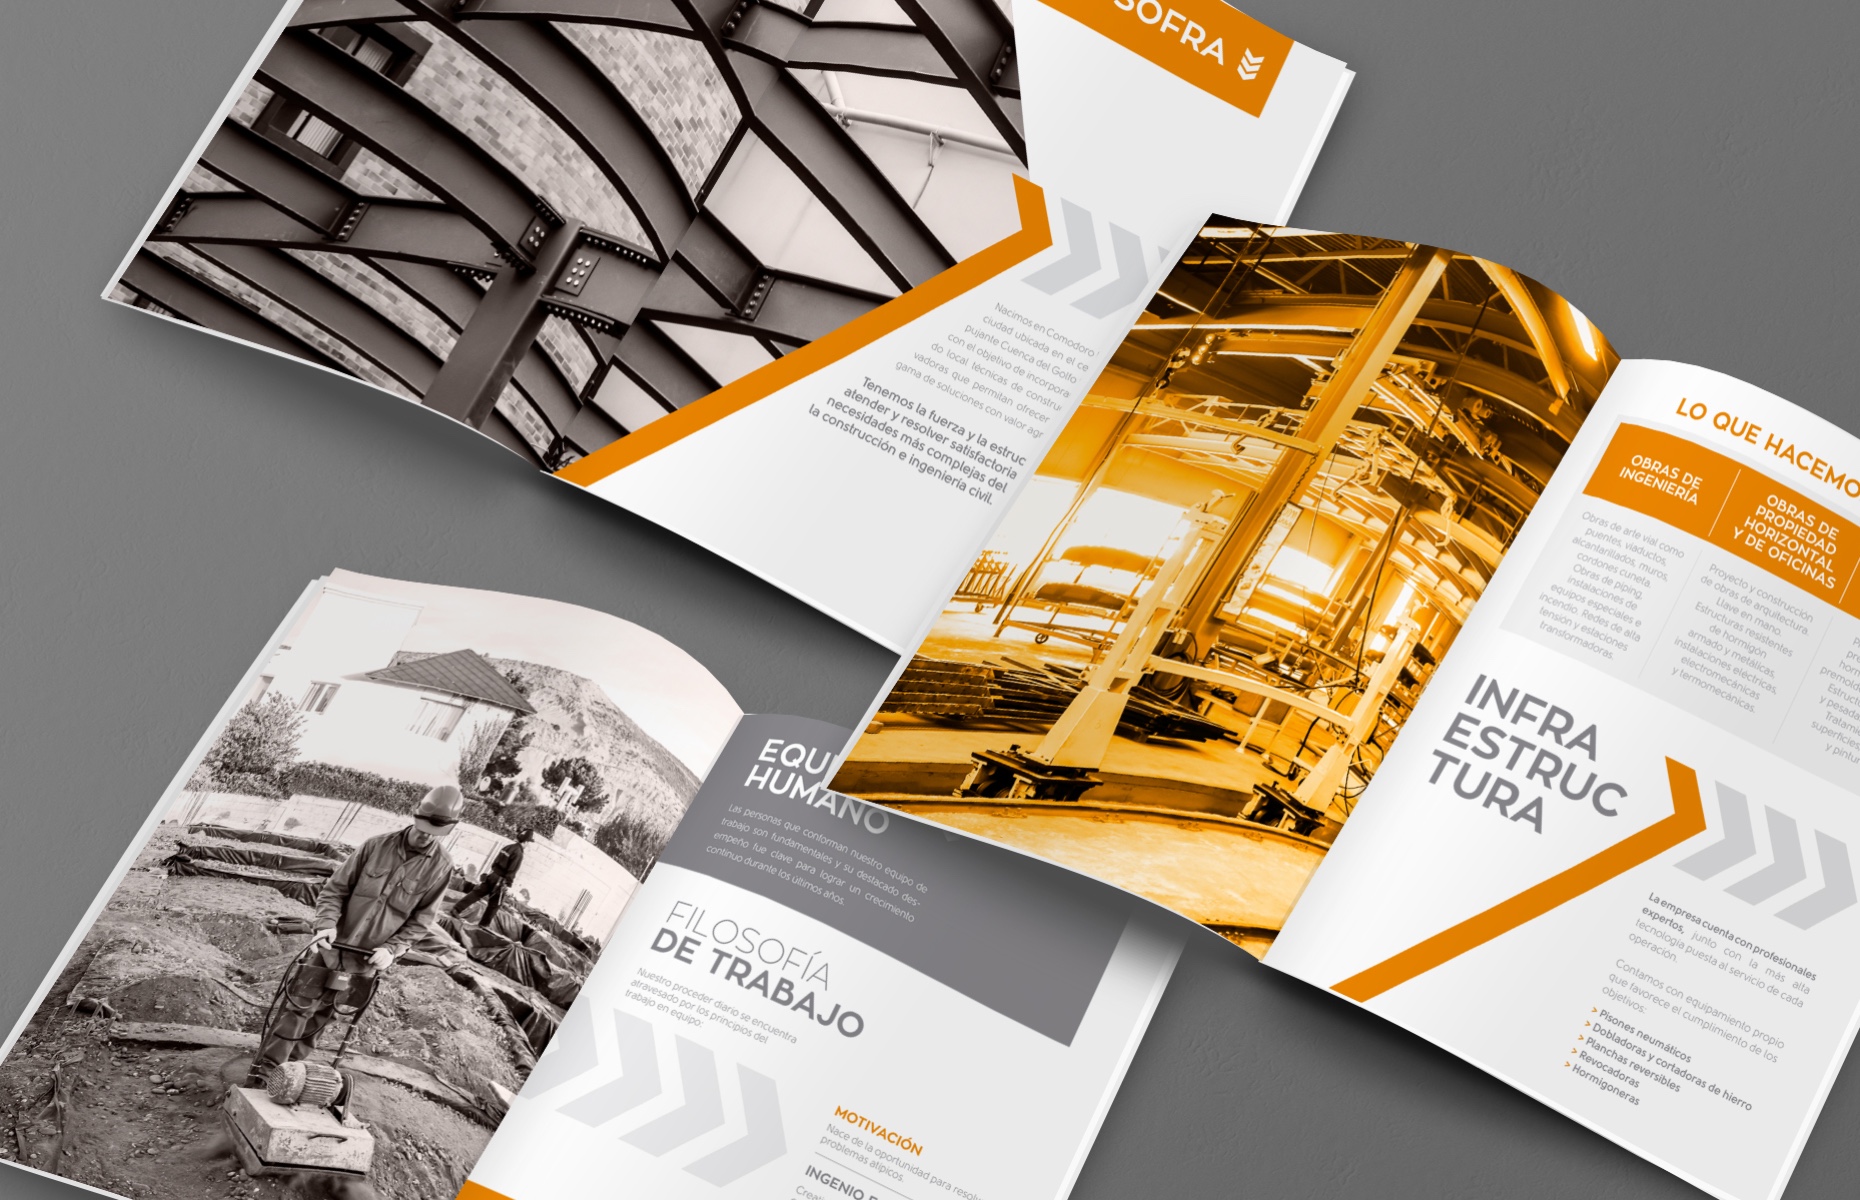 SOFRA
Nacimos en Comodoro
ciudad ubicada en el ce
pujante Cuenca del Golfo
con el objetivo de incorpora
do local técnicas de constru
vadoras que permitan ofrecer
gama de soluciones con valor agr
Tenemos la fuerza y la estruc
atender y resolver satisfactoria
necesidades más complejas del
la construcción e ingeniería civil.
LO QUE HACEMO
OBRAS DE
INGENIERÍA
Obras de arte vial como
puentes, viaductos,
alcantarillados, muros,
cordones cuneta.
Obras de piping,
instalaciones de
equipos especiales e
incendio. Redes de alta
tensión y estaciones
transformadoras.
OBRAS DE
PROPIEDAD
HORIZONTAL
Y DE OFICINAS
Proyecto y construcción
de obras de arquitectura.
Llave en mano.
Estructuras resistentes
de hormigón
armado y metálicas,
instalaciones eléctricas,
electromecánicas
y termomecánicas.
P
pro
horm
premolde
Estruct
y pesada
Tratamie
superficies
y pintur
INFRA
ESTRUC
TURA
La empresa cuenta con profesionales
expertos, junto con la más alta
tecnología puesta al servicio de cada
operación.
Contamos con equipamiento propio
que favorece el cumplimiento de los
objetivos:
> Pisones neumáticos
> Dobladoras y cortadoras de hierro
> Planchas reversibles
> Revocadoras
> Hormigoneras
EQUI
HUMANO
Las personas que conforman nuestro equipo de
trabajo son fundamentales y su destacado des-
empeño fue clave para lograr un crecimiento
continuo durante los últimos años.
FILOSOFÍA
DE TRABAJO
Nuestro proceder diario se encuentra
atravesado por los principios del
trabajo en equipo:
MOTIVACIÓN
Nace de la oportunidad para resolv
problemas atípicos.
INGENIO
Creati